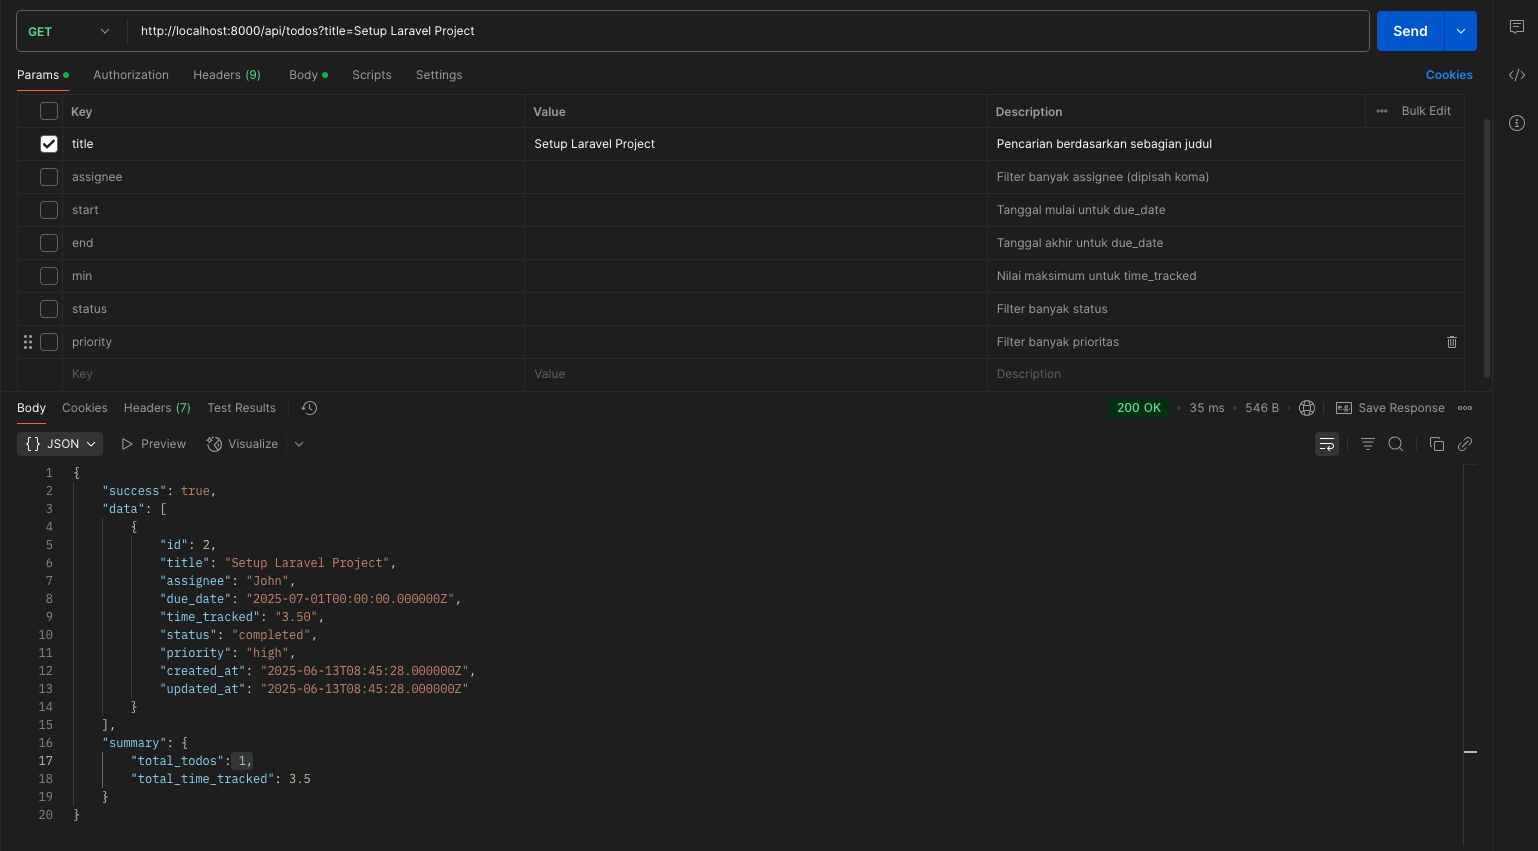 GET http://localhost:8000/api/todos?title=Setup Laravel Project Send
Params Authorization Headers (9) Body Scripts Settings Cookies
Key Value Description Bulk Edit
title Setup Laravel Project Pencarian berdasarkan sebagian judul
assignee Filter banyak assignee (dipisah koma)
start Tanggal mulai untuk due_date
end Tanggal akhir untuk due_date
min Nilai maksimum untuk time_tracked
status Filter banyak status
priority Filter banyak prioritas
Key Value Description
Body Cookies Headers (7) Test Results 200 OK 35 ms 546 B e.g. Save Response
{} JSON Preview Visualize
1 {
2 "success": true,
3 "data": [
4 {
5 "id": 2,
6 "title": "Setup Laravel Project",
7 "assignee": "John",
8 "due_date": "2025-07-01T00:00:00.000000Z",
9 "time_tracked": "3.50",
10 "status": "completed",
11 "priority": "high",
12 "created_at": "2025-06-13T08:45:28.000000Z",
13 "updated_at": "2025-06-13T08:45:28.000000Z"
14 }
15 ],
16 "summary": {
17 "total_todos": 1,
18 "total_time_tracked": 3.5
19 }
20 }